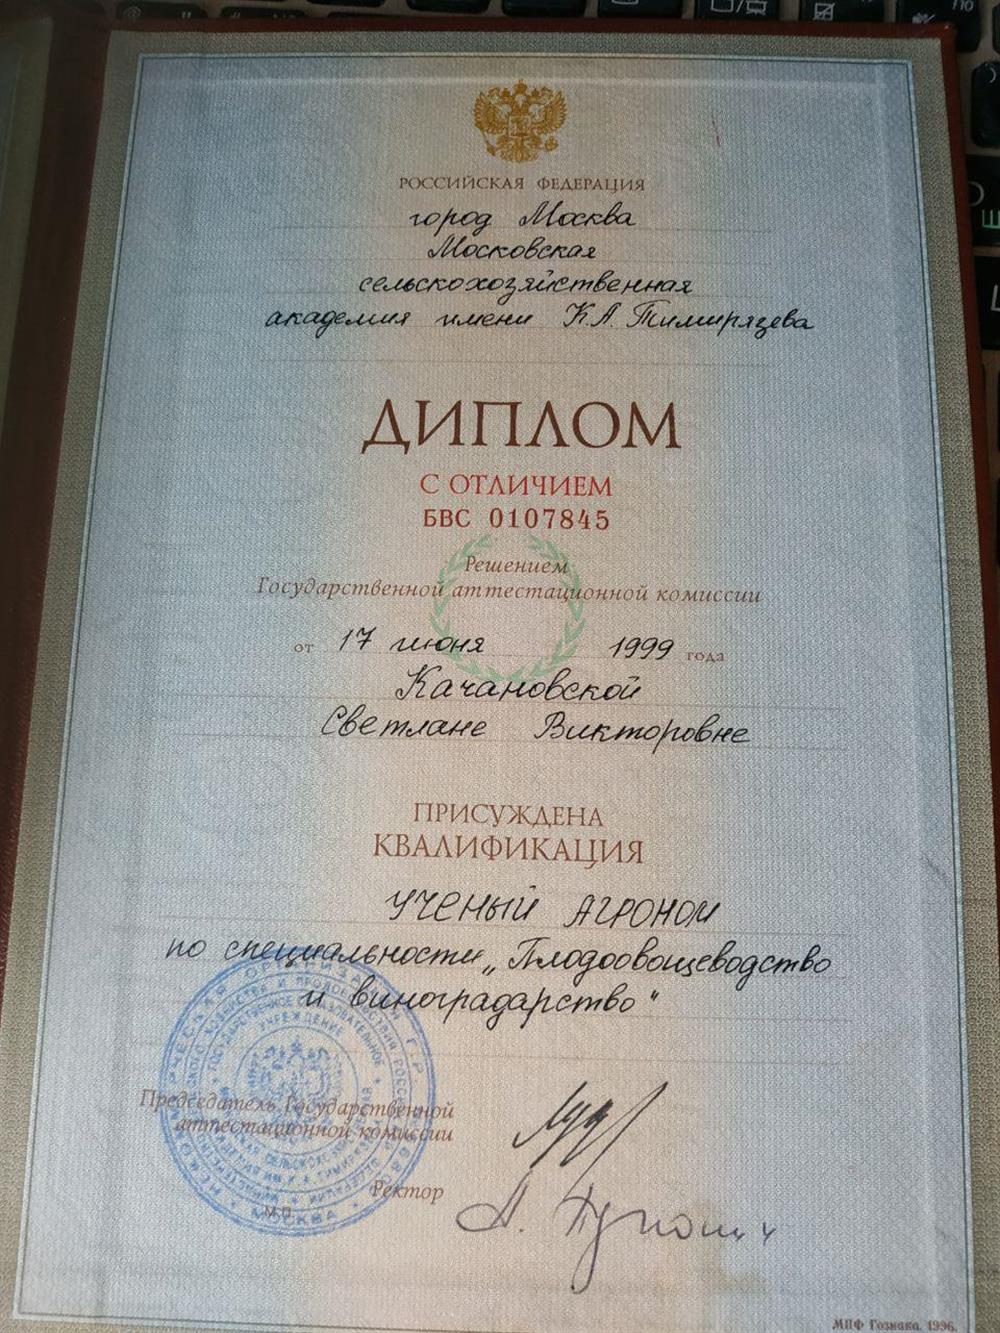 РОССИЙСКАЯ ФЕДЕРАЦИЯ
город Москва
Московская
сельскохозяйственная
академия имени К.А. Тимирязева
ДИПЛОМ
С ОТЛИЧИЕМ
БВС 0107845
Решением
Государственной аттестационной комиссии
от 17 июня 1999 года
Качановской
Светлане Викторовне
ПРИСУЖДЕНА
КВАЛИФИКАЦИЯ
УЧЕНЫЙ АГРОНОМ
по специальности „Плодоовощеводство
и виноградарство"
Председатель Государственной
аттестационной комиссии
Ректор
М.П.
МОСКВА
УЧРЕЖДЕНИЕ
МПФ Гознака. 1996.